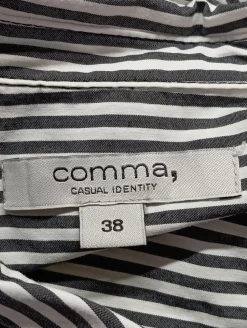 comma,
CASUAL IDENTITY
38